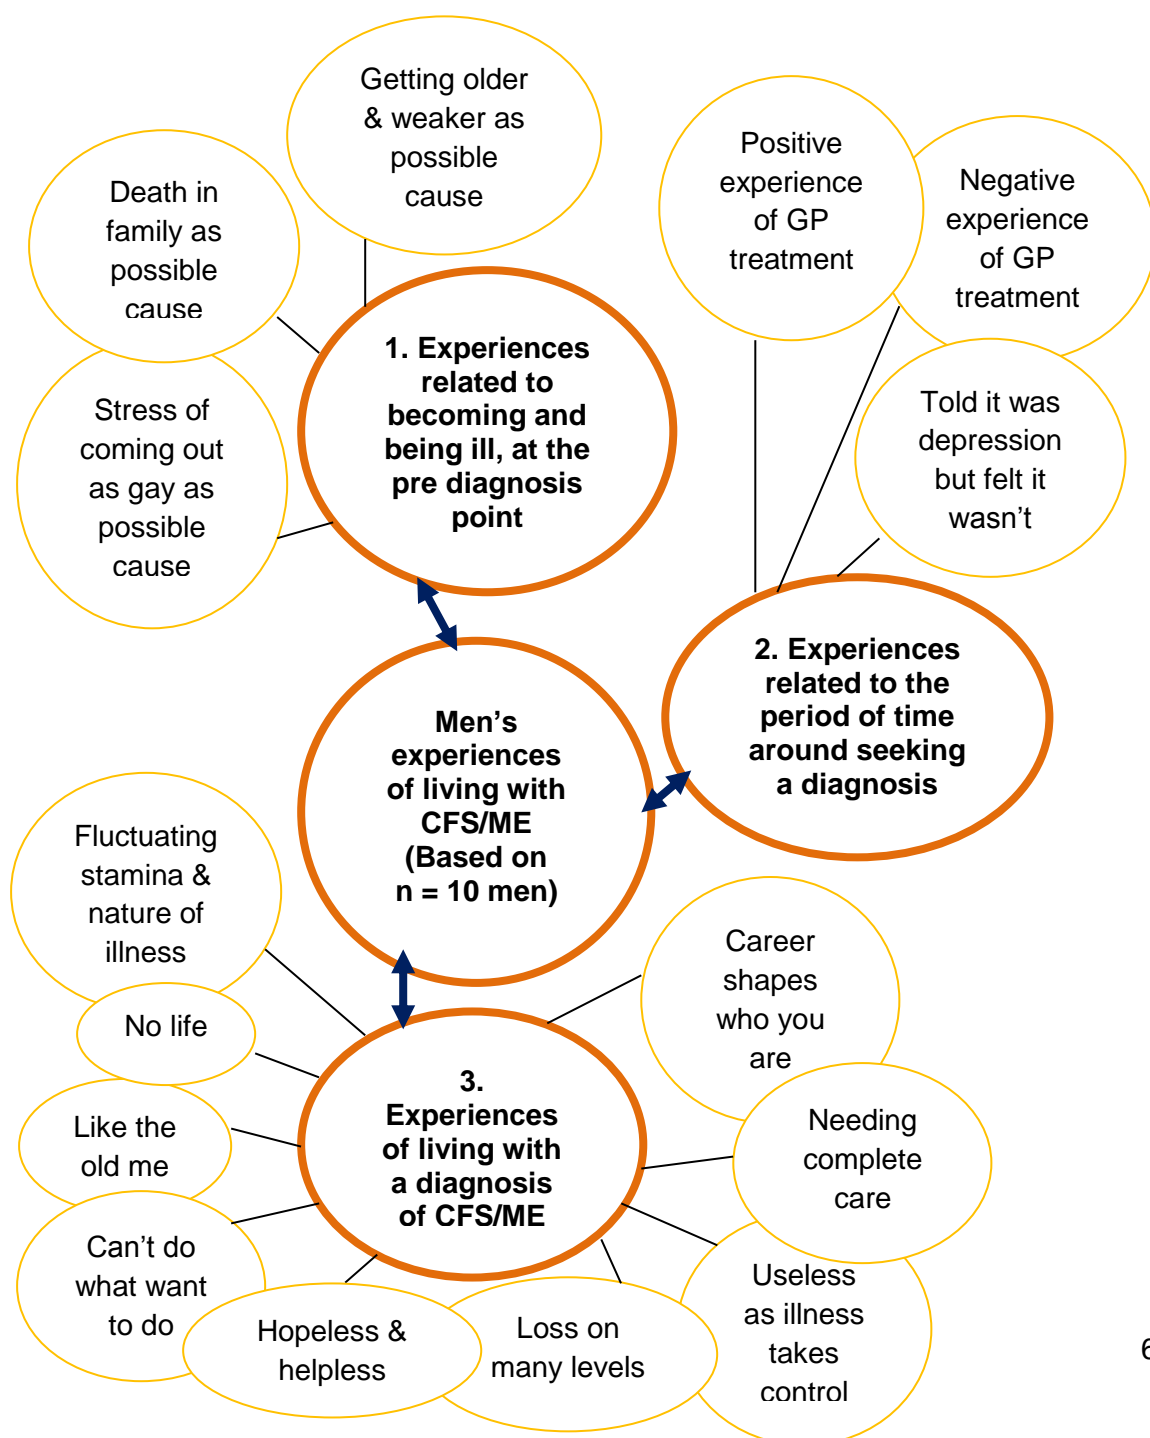 Getting older
& weaker as
possible
cause
Death in
family as
possible
cause
Stress of
coming out
as gay as
possible
cause
1. Experiences
related to
becoming and
being ill, at the
pre diagnosis
point
Positive
experience
of GP
treatment
Negative
experience
of GP
treatment
Told it was
depression
but felt it
wasn't
2. Experiences
related to the
period of time
around seeking
a diagnosis
Men's
experiences
of living with
CFS/ME
(Based on
n = 10 men)
Fluctuating
stamina &
nature of
illness
No life
Like the
old me
Can't do
what want
to do
Hopeless &
helpless
Loss on
many levels
3.
Experiences
of living with
a diagnosis
of CFS/ME
Career
shapes
who you
are
Needing
complete
care
Useless
as illness
takes
control
6